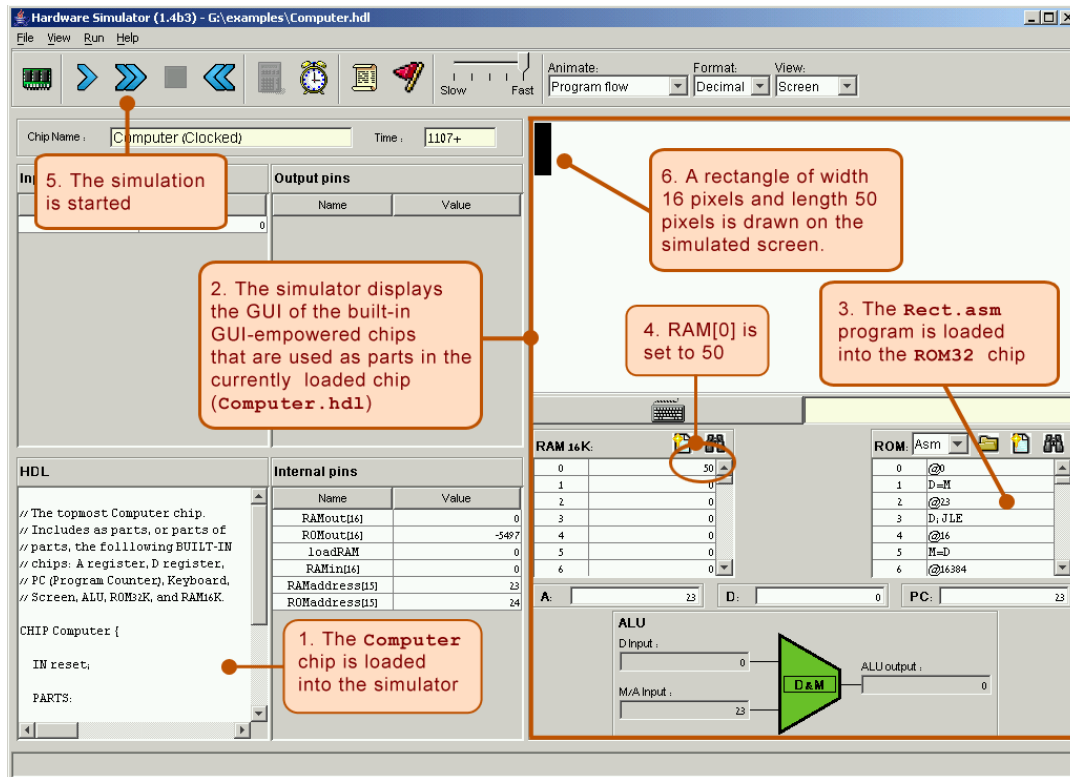 Hardware Simulator (1.4b3) - G:\examples\Computer.hdl
File View Run Help
Slow Fast
Animate:
Program flow
Format:
Decimal
View:
Screen
Chip Name :
Computer (Clocked)
Time :
1107+
5. The simulation
is started
Output pins
Name Value
0
2. The simulator displays
the GUI of the built-in
GUI-empowered chips
that are used as parts in the
currently loaded chip
(Computer.hdl)
6. A rectangle of width
16 pixels and length 50
pixels is drawn on the
simulated screen.
4. RAM[0] is
set to 50
3. The Rect.asm
program is loaded
into the ROM32 chip
HDL
// The topmost Computer chip.
// Includes as parts, or parts of
// parts, the folllowing BUILT-IN
// chips: A register, D register,
// PC (Program Counter), Keyboard,
// Screen, ALU, ROM32K, and RAM16K.
CHIP Computer {
IN reset;
PARTS:
Internal pins
Name Value
RAMout[16] 0
ROMout[16] -5497
loadRAM 0
RAMin[16] 0
RAMaddress[15] 23
ROMaddress[15] 24
1. The Computer
chip is loaded
into the simulator
RAM 16K:
0 50
1 0
2 0
3 0
4 0
5 0
6 0
ROM: Asm
0 @0
1 D=M
2 @23
3 D;JLE
4 @16
5 M=D
6 @16384
A: 23
D: 0
PC: 23
ALU
D Input :
0
M/A Input :
23
D&M
ALU output :
0